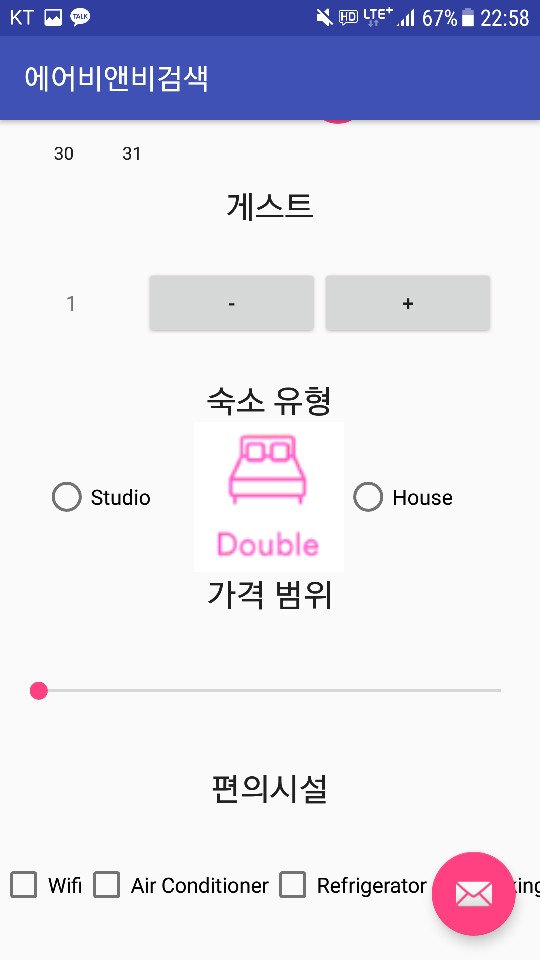 KT TALK HD LTE+ 67% 22:58
에어비앤비검색
30 31
게스트
1 - +
숙소 유형
Studio Double House
가격 범위
편의시설
Wifi Air Conditioner Refrigerator